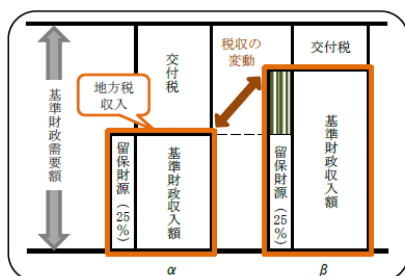 基準財政需要額
交付税
地方税
収入
留保財源（25％）
基準財政収入額
税収の
変動
交付税
留保財源（25％）
基準財政収入額
α
β